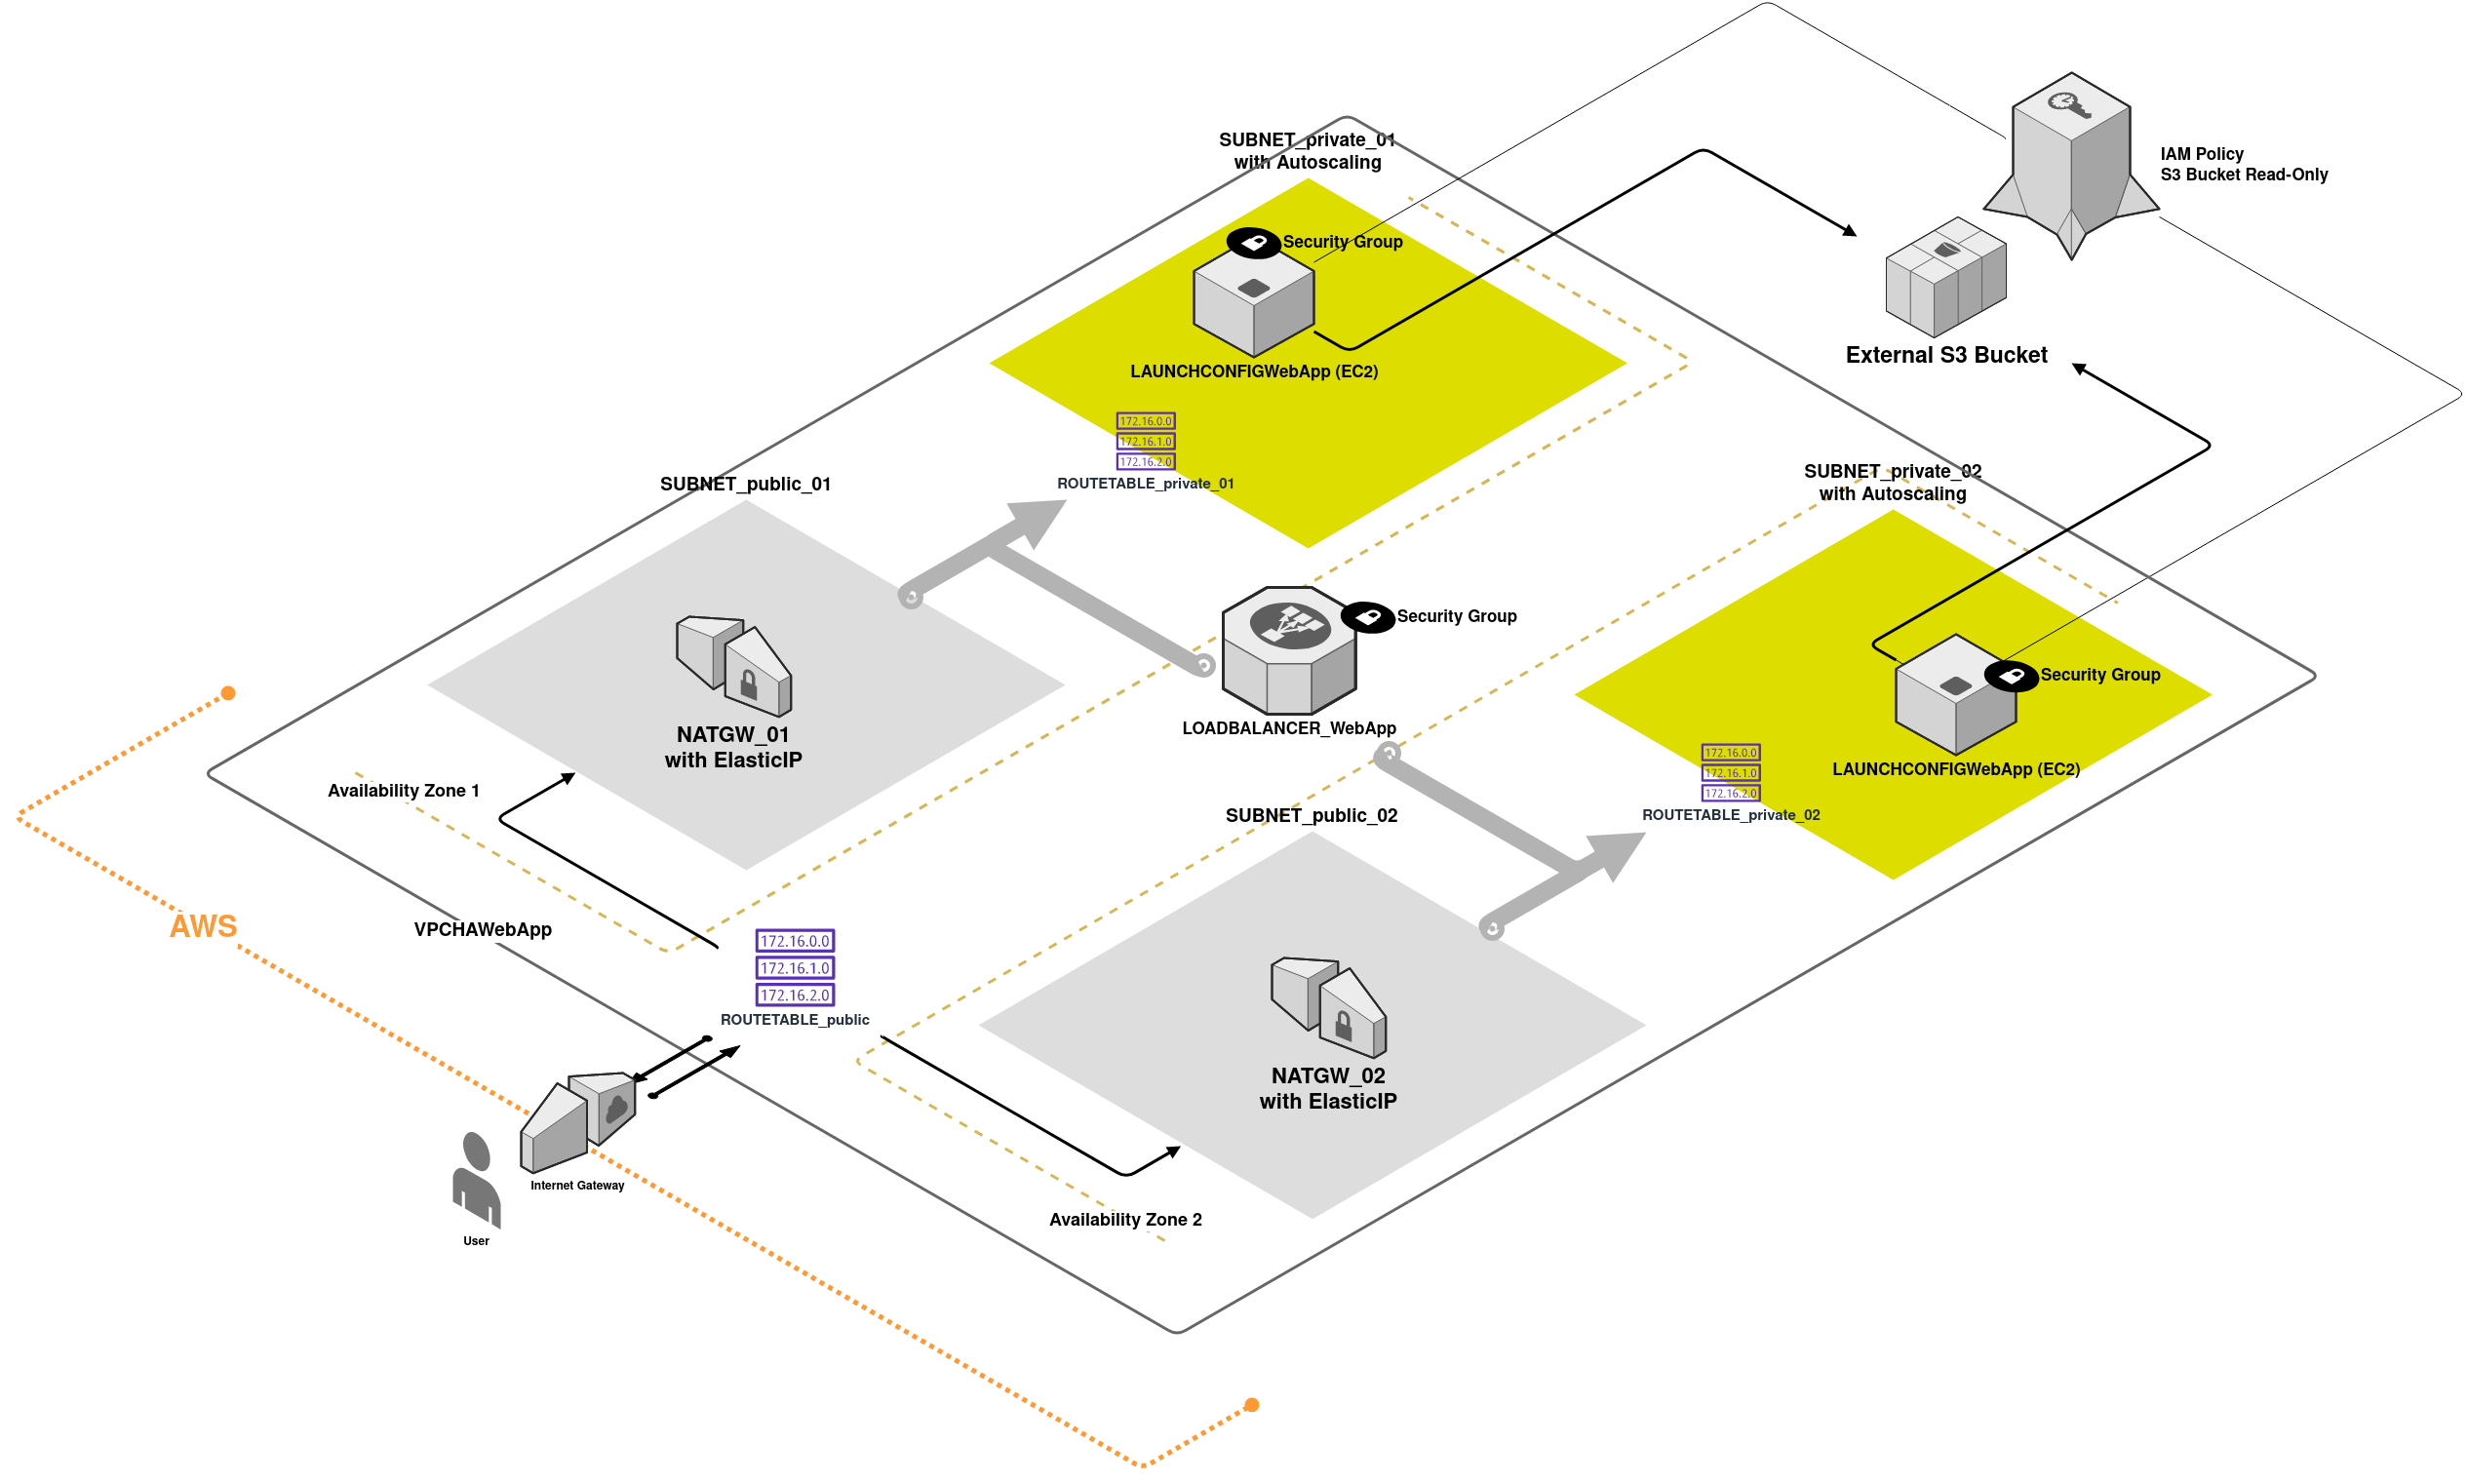 SUBNET_private_01
with Autoscaling
IAM Policy
S3 Bucket Read-Only
Security Group
External S3 Bucket
LAUNCHCONFIGWebApp (EC2)
172.16.0.0
172.16.1.0
172.16.2.0
ROUTETABLE_private_01
SUBNET_public_01
SUBNET_private_02
with Autoscaling
Security Group
LOADBALANCER_WebApp
Security Group
LAUNCHCONFIGWebApp (EC2)
172.16.0.0
172.16.1.0
172.16.2.0
ROUTETABLE_private_02
NATGW_01
with ElasticIP
Availability Zone 1
SUBNET_public_02
AWS
VPCHAWebApp
172.16.0.0
172.16.1.0
172.16.2.0
ROUTETABLE_public
NATGW_02
with ElasticIP
Internet Gateway
User
Availability Zone 2